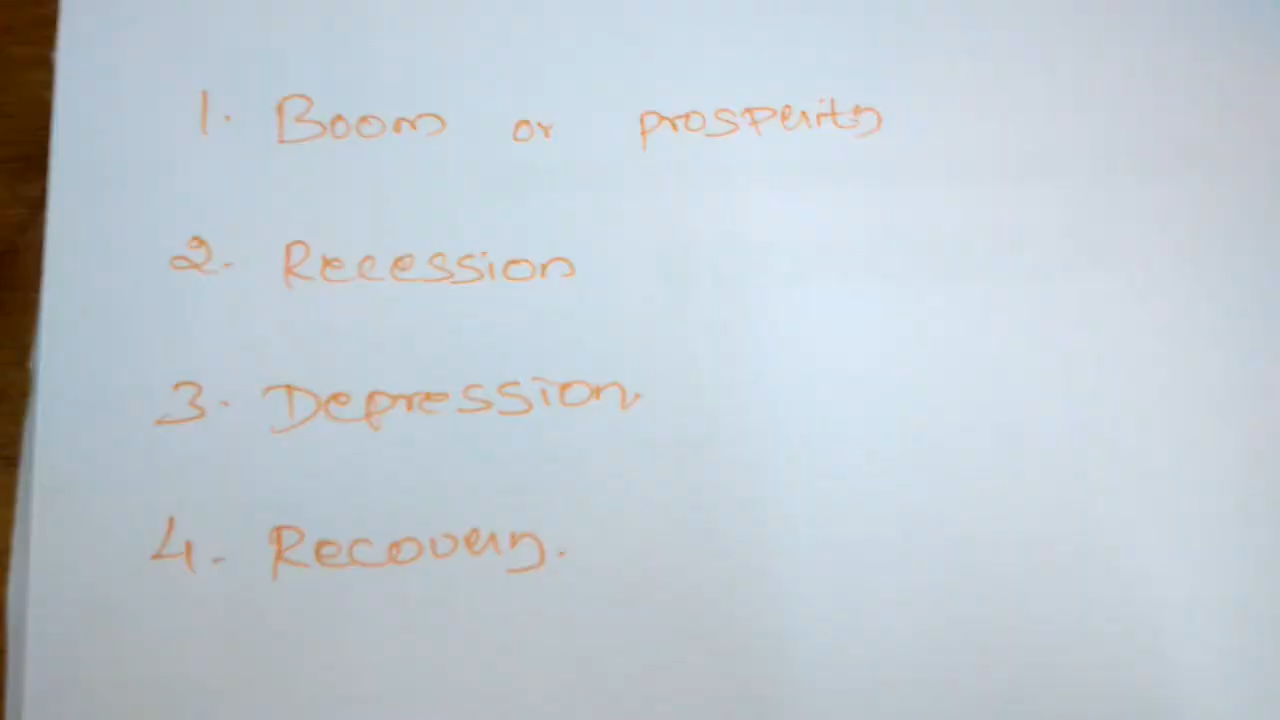 1. Boom or prosperity
2. Recession
3. Depression.
4. Recovery.